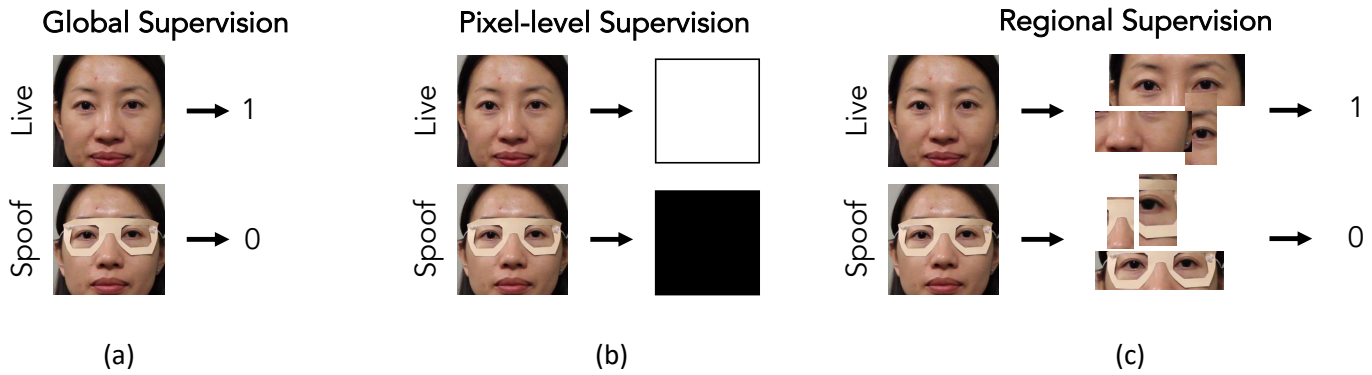 Global Supervision
Live
1
Spoof
0
(a)
Pixel-level Supervision
Live
Spoof
(b)
Regional Supervision
Live
1
Spoof
0
(c)